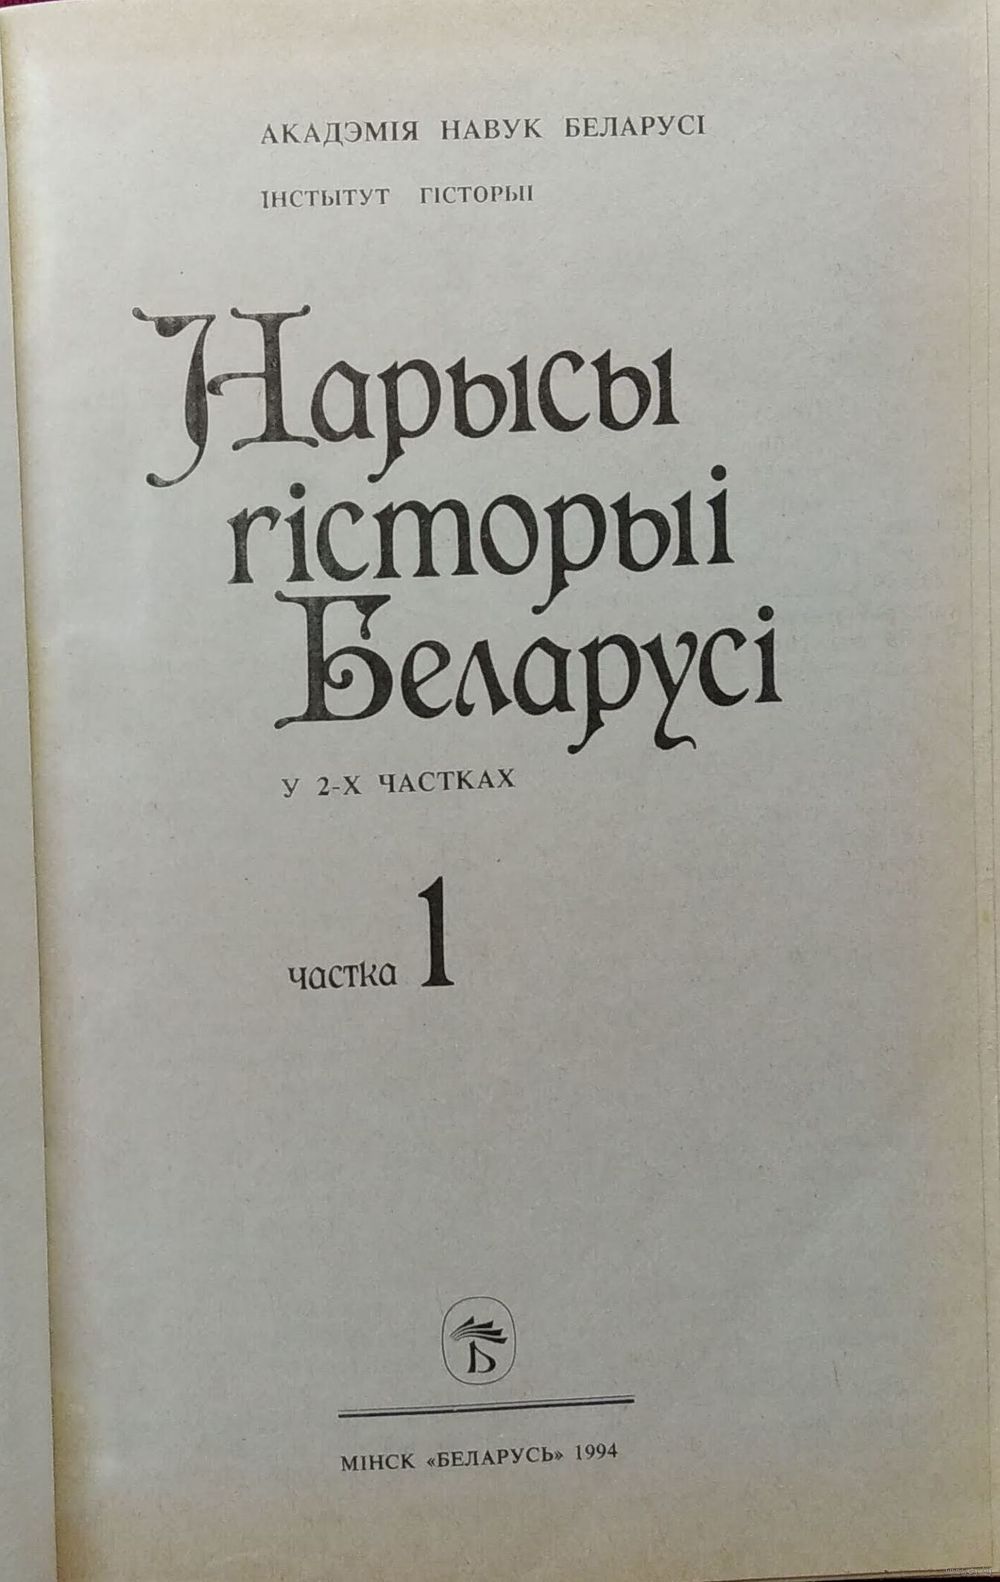 АКАДЭМІЯ НАВУК БЕЛАРУСІ
ІНСТЫТУТ ГІСТОРЫІ
Нарысы
гісторыі
Беларусі
У 2-Х ЧАСТКАХ
частка 1
Б
МІНСК «БЕЛАРУСЬ» 1994